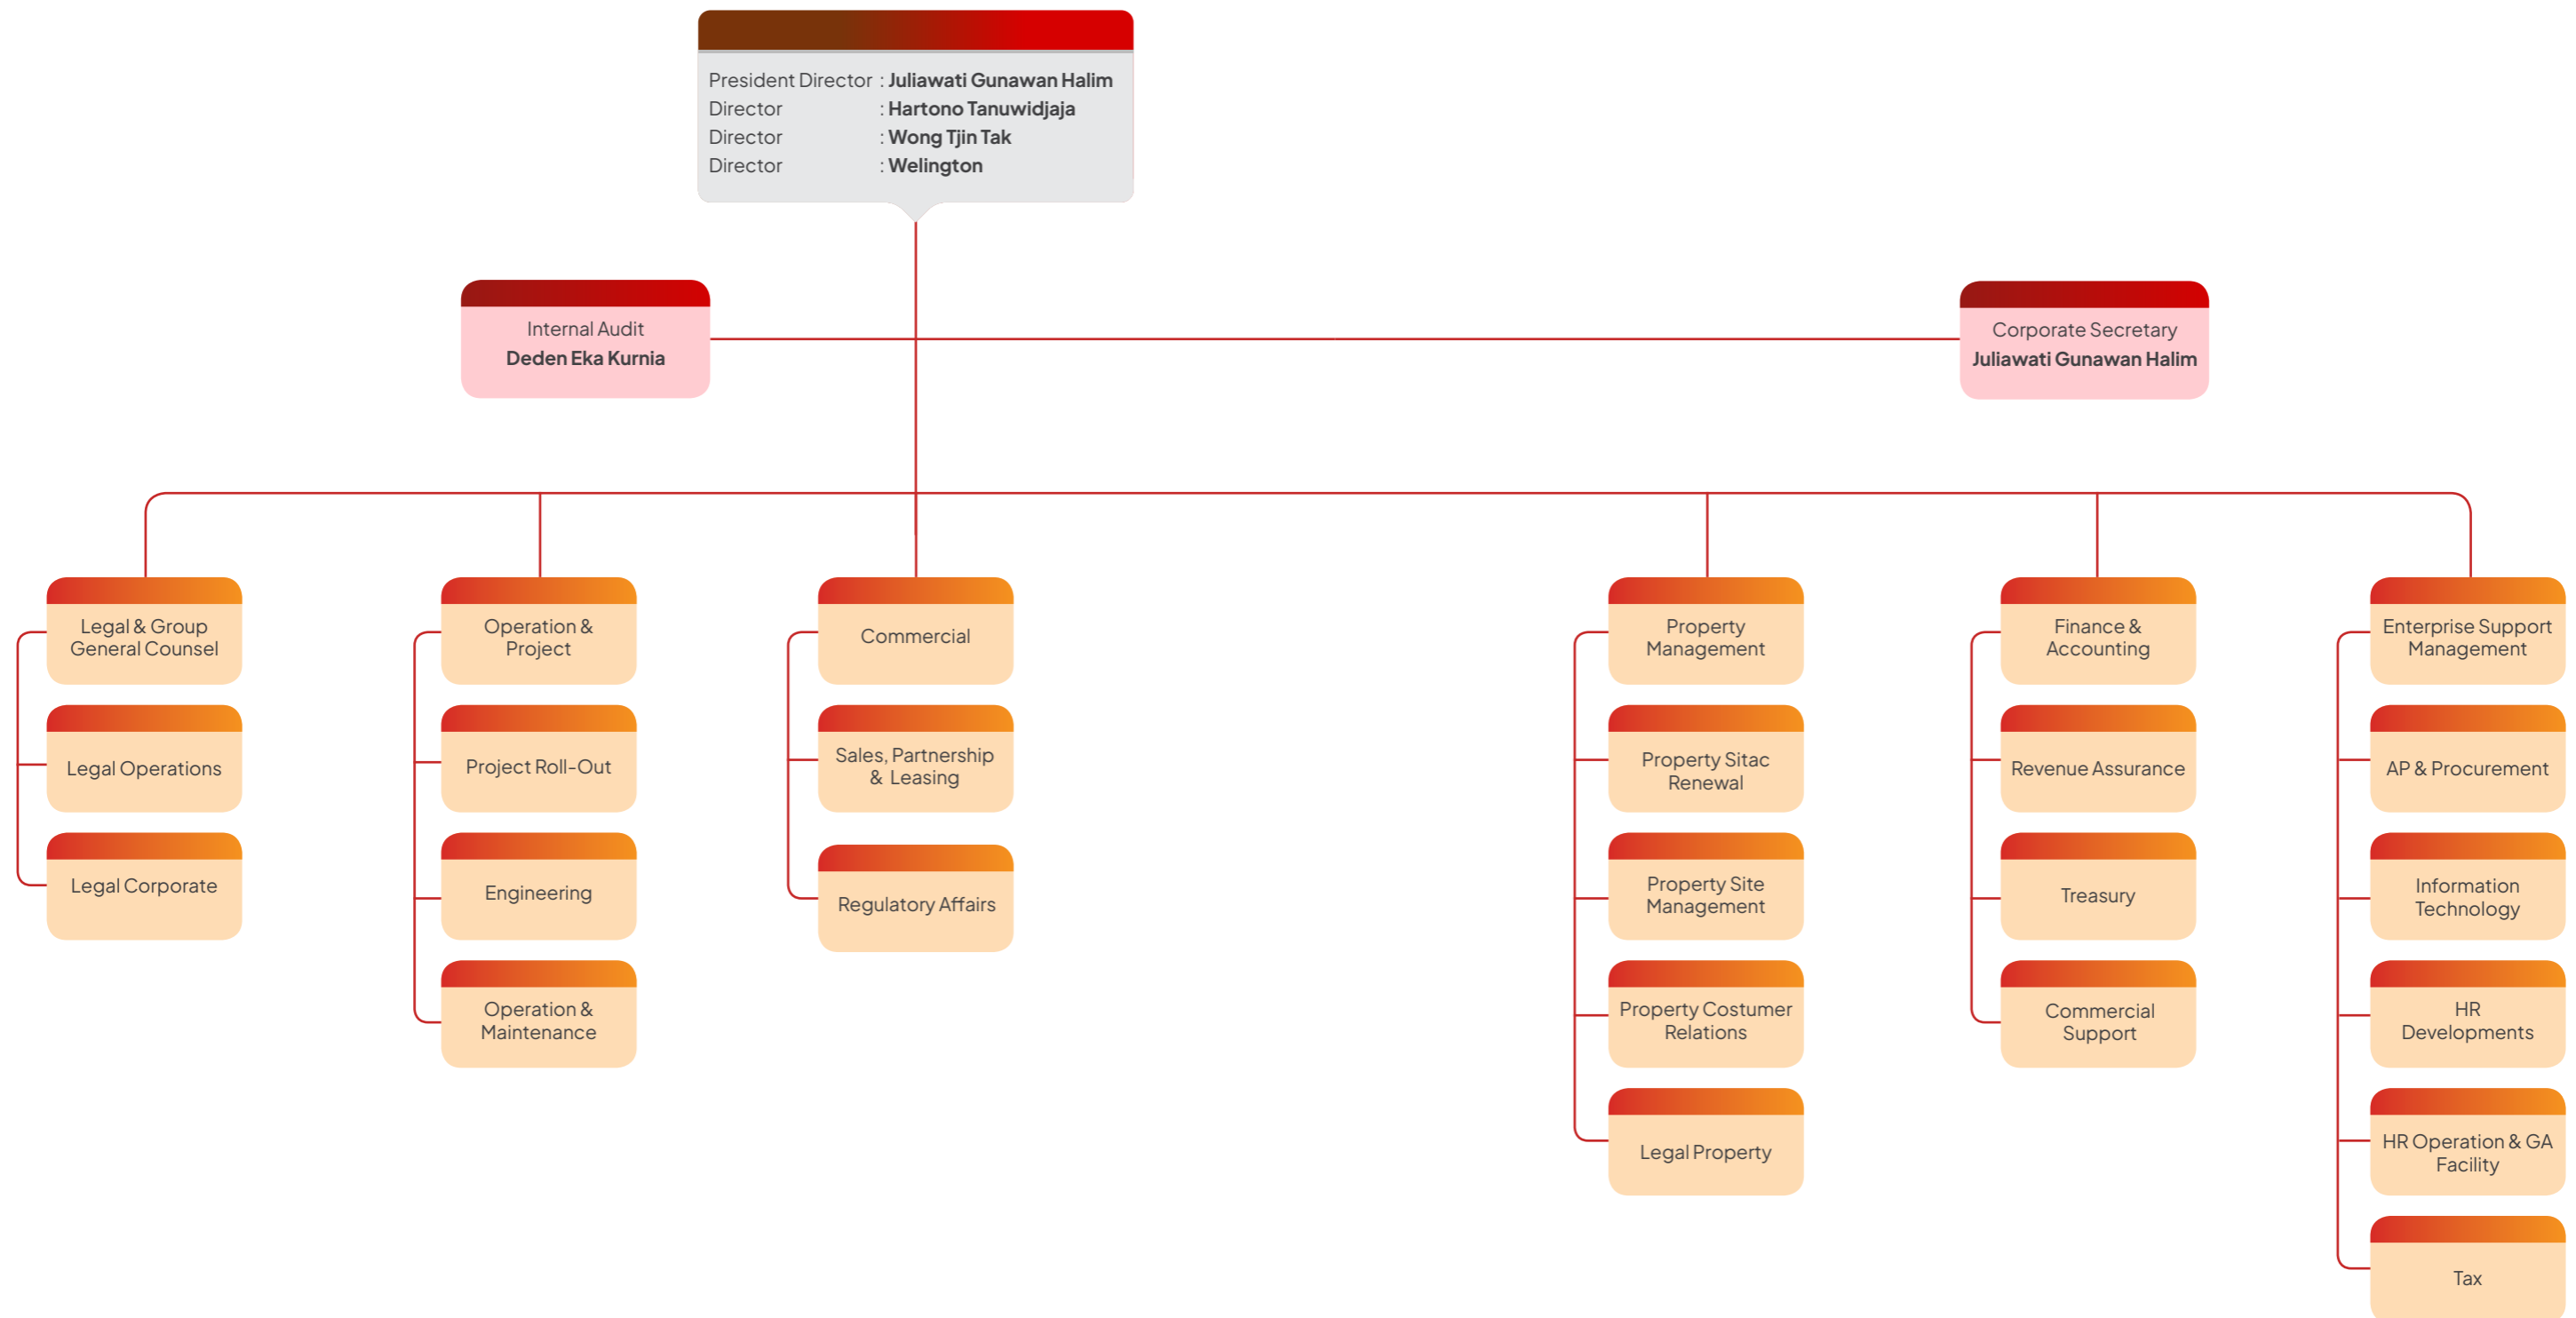 President Director : Juliawati Gunawan Halim
Director : Hartono Tanuwidjaja
Director : Wong Tjin Tak
Director : Welington
Internal Audit
Deden Eka Kurnia
Corporate Secretary
Juliawati Gunawan Halim
Legal & Group
General Counsel
Legal Operations
Legal Corporate
Operation &
Project
Project Roll-Out
Engineering
Operation &
Maintenance
Commercial
Sales, Partnership
& Leasing
Regulatory Affairs
Property
Management
Property Sitac
Renewal
Property Site
Management
Property Costumer
Relations
Legal Property
Finance &
Accounting
Revenue Assurance
Treasury
Commercial
Support
Enterprise Support
Management
AP & Procurement
Information
Technology
HR
Developments
HR Operation & GA
Facility
Tax